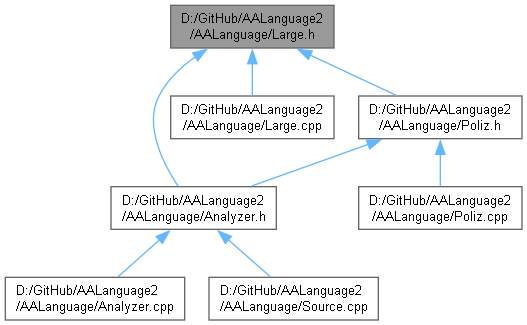 D:/GitHub/AALanguage2
/AALanguage/Large.h
D:/GitHub/AALanguage2
/AALanguage/Large.cpp
D:/GitHub/AALanguage2
/AALanguage/Poliz.h
D:/GitHub/AALanguage2
/AALanguage/Analyzer.h
D:/GitHub/AALanguage2
/AALanguage/Poliz.cpp
D:/GitHub/AALanguage2
/AALanguage/Analyzer.cpp
D:/GitHub/AALanguage2
/AALanguage/Source.cpp